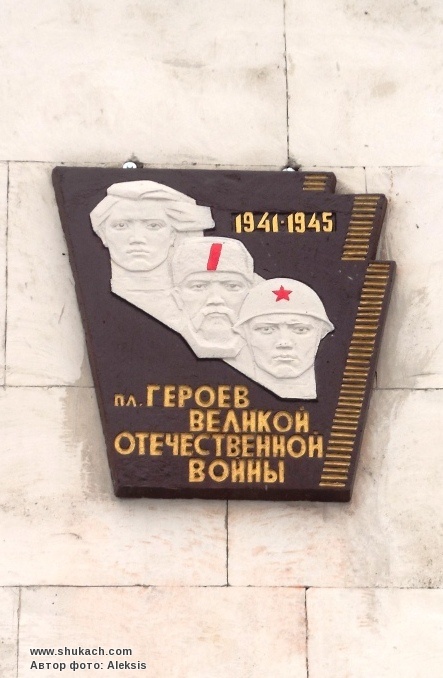 1941-1945
пл. ГЕРОЕВ
ВЕЛИКОЙ
ОТЕЧЕСТВЕННОЙ
ВОЙНЫ
www.shukach.com
Автор фото: Aleksis